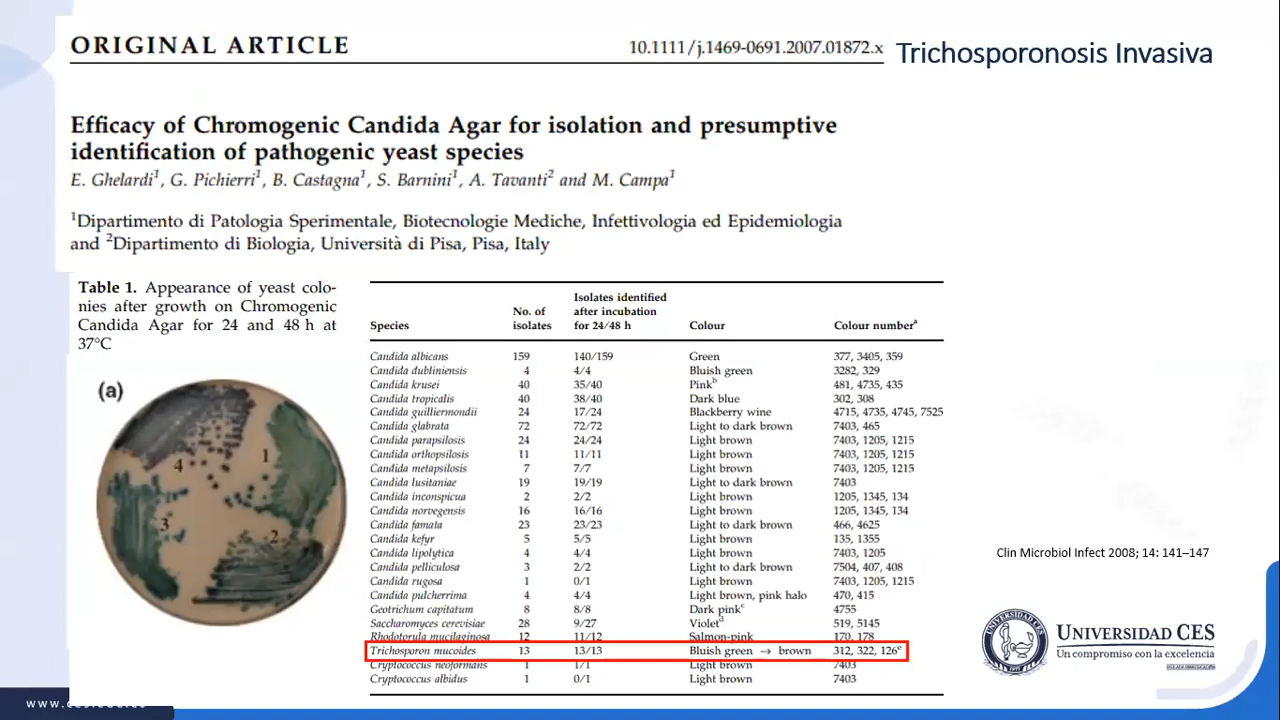 ORIGINAL ARTICLE
10.1111/j.1469-0691.2007.01872.x
Trichosporonosis Invasiva
Efficacy of Chromogenic Candida Agar for isolation and presumptive
identification of pathogenic yeast species
E. Ghelardi1, G. Pichierri1, B. Castagna1, S. Barnini1, A. Tavanti2 and M. Campa1
1Dipartimento di Patologia Sperimentale, Biotecnologie Mediche, Infettivologia ed Epidemiologia
and 2Dipartimento di Biologia, Università di Pisa, Pisa, Italy
Table 1. Appearance of yeast colo-
nies after growth on Chromogenic
Candida Agar for 24 and 48 h at
37°C
(a)
1
2
3
4
Species No. of isolates Isolates identified after incubation for 24/48 h Colour Colour numbera
Candida albicans 159 140/159 Green 377, 3405, 359
Candida dubliniensis 4 4/4 Bluish green 3282, 329
Candida krusei 40 35/40 Pinkb 481, 4735, 435
Candida tropicalis 40 38/40 Dark blue 302, 308
Candida guilliermondii 24 17/24 Blackberry wine 4715, 4735, 4745, 7525
Candida glabrata 72 72/72 Light to dark brown 7403, 465
Candida parapsilosis 24 24/24 Light brown 7403, 1205, 1215
Candida orthopsilosis 11 11/11 Light brown 7403, 1205, 1215
Candida metapsilosis 7 7/7 Light brown 7403, 1205, 1215
Candida lusitaniae 19 19/19 Light to dark brown 7403
Candida inconspicua 2 2/2 Light brown 1205, 1345, 134
Candida norvegensis 16 16/16 Light brown 1205, 1345, 134
Candida famata 23 23/23 Light to dark brown 466, 4625
Candida kefyr 5 5/5 Light brown 135, 1355
Candida lipolytica 4 4/4 Light brown 7403, 1205
Candida pelliculosa 3 2/2 Light to dark brown 7504, 407, 408
Candida rugosa 1 0/1 Light brown 7403, 1205, 1215
Candida pulcherrima 4 4/4 Light brown, pink halo 470, 415
Geotrichum capitatum 8 8/8 Dark pinkc 4755
Saccharomyces cerevisiae 28 9/27 Violetd 519, 5145
Rhodotorula mucilaginosa 12 11/12 Salmon-pink 170, 178
Trichosporon mucoides 13 13/13 Bluish green → brown 312, 322, 126e
Cryptococcus neoformans 1 1/1 Light brown 7403
Cryptococcus albidus 1 0/1 Light brown 7403
Clin Microbiol Infect 2008; 14: 141–147
UNIVERSIDAD CES
Un compromiso con la excelencia